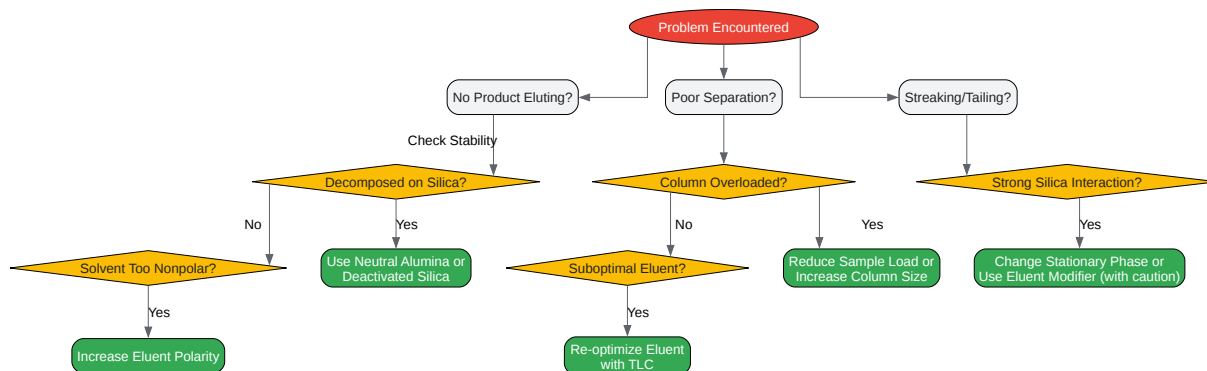 Problem Encountered
No Product Eluting?
Poor Separation?
Streaking/Tailing?
Check Stability
Decomposed on Silica?
Column Overloaded?
Strong Silica Interaction?
No
Yes
No
Yes
Yes
Solvent Too Nonpolar?
Use Neutral Alumina or
Deactivated Silica
Suboptimal Eluent?
Reduce Sample Load or
Increase Column Size
Change Stationary Phase or
Use Eluent Modifier (with caution)
Yes
Yes
Increase Eluent Polarity
Re-optimize Eluent
with TLC